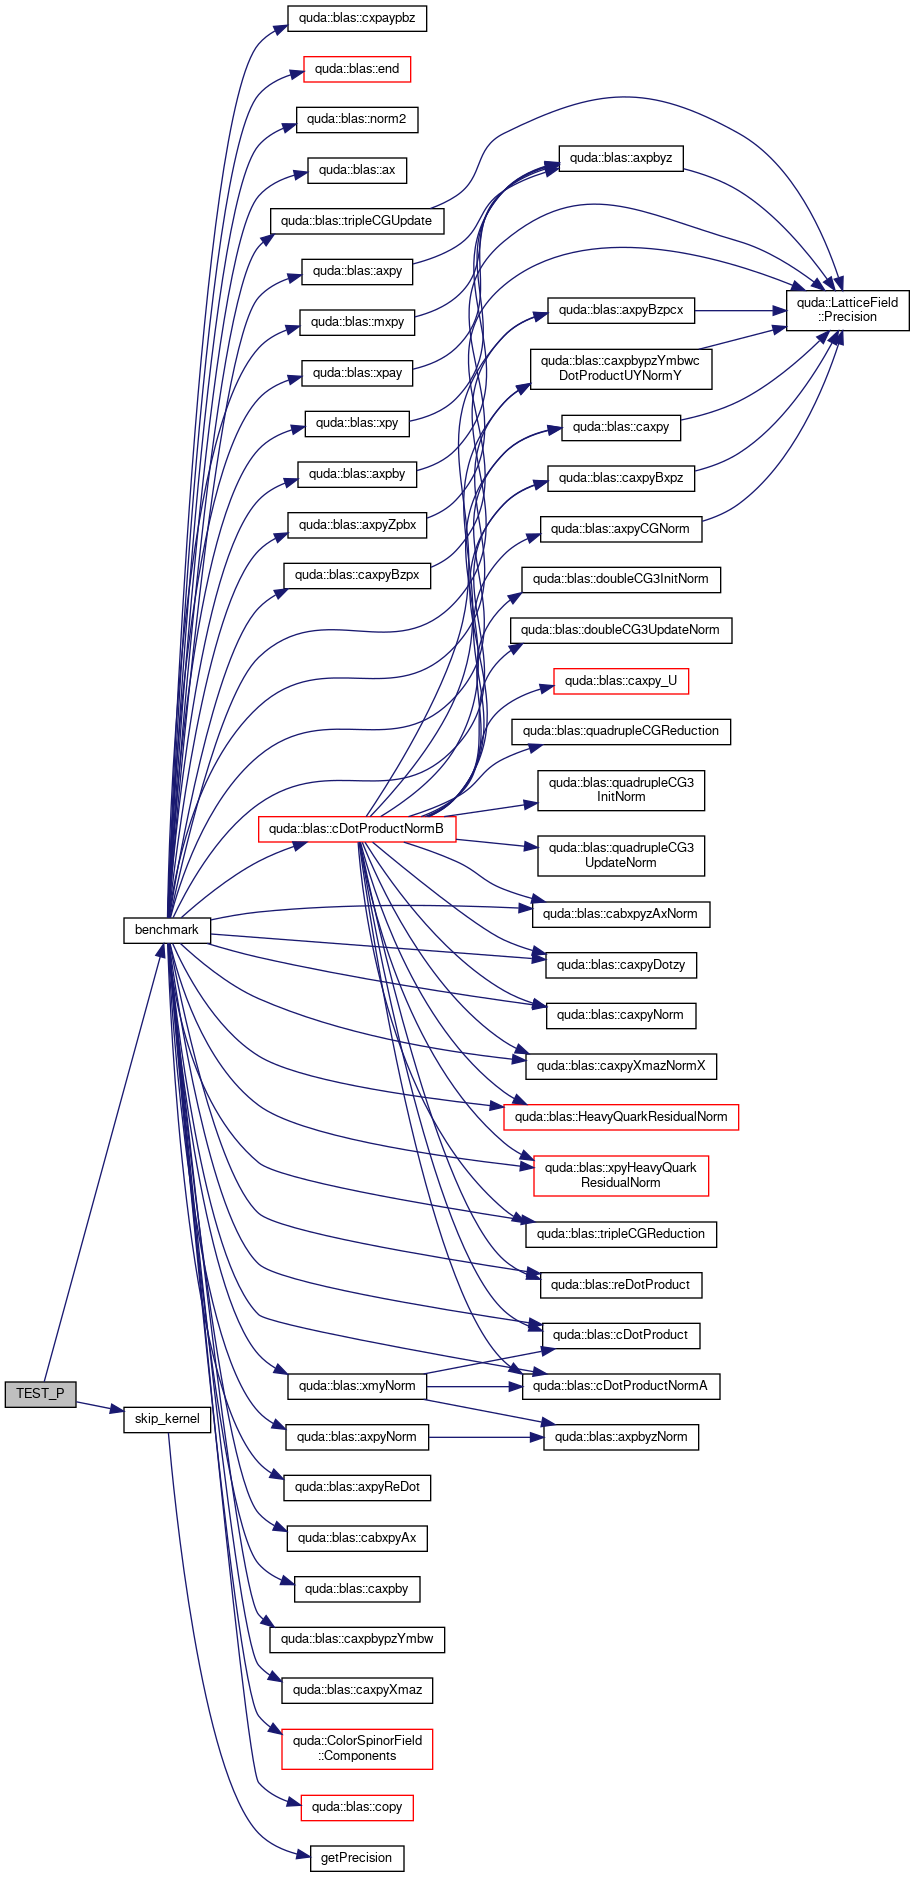 quda::blas::cxpaypbz
quda::blas::end
quda::blas::norm2
quda::blas::axpbyz
quda::blas::ax
quda::blas::tripleCGUpdate
quda::blas::axpy
quda::LatticeField
::Precision
quda::blas::axpyBzpcx
quda::blas::mxpy
quda::blas::caxpbypzYmbwc
DotProductUYNormY
quda::blas::xpay
quda::blas::xpy
quda::blas::caxpy
quda::blas::axpby
quda::blas::caxpyBxpz
quda::blas::axpyZpbx
quda::blas::axpyCGNorm
quda::blas::caxpyBzpx
quda::blas::doubleCG3InitNorm
quda::blas::doubleCG3UpdateNorm
quda::blas::caxpy_U
quda::blas::quadrupleCGReduction
quda::blas::quadrupleCG3
InitNorm
quda::blas::cDotProductNormB
quda::blas::quadrupleCG3
UpdateNorm
quda::blas::cabxpyzAxNorm
benchmark
quda::blas::caxpyDotzy
quda::blas::caxpyNorm
quda::blas::caxpyXmazNormX
quda::blas::HeavyQuarkResidualNorm
quda::blas::xpyHeavyQuark
ResidualNorm
quda::blas::tripleCGReduction
quda::blas::reDotProduct
quda::blas::cDotProduct
quda::blas::xmyNorm
quda::blas::cDotProductNormA
TEST_P
skip_kernel
quda::blas::axpyNorm
quda::blas::axpbyzNorm
quda::blas::axpyReDot
quda::blas::cabxpyAx
quda::blas::caxpby
quda::blas::caxpbypzYmbw
quda::blas::caxpyXmaz
quda::ColorSpinorField
::Components
quda::blas::copy
getPrecision